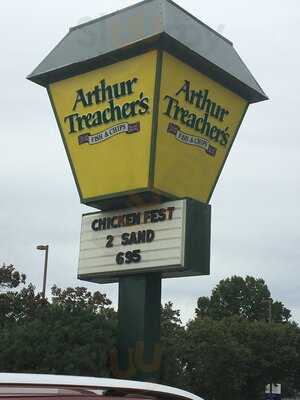 Arthur
Treacher's
FISH & CHIPS
Arthur
Treacher's
FISH & CHIPS
CHICKEN FEST
2 SAND
695